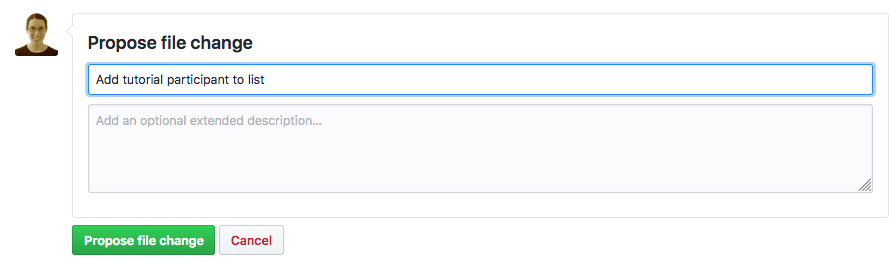 Propose file change
Add tutorial participant to list
Add an optional extended description...
Propose file change Cancel